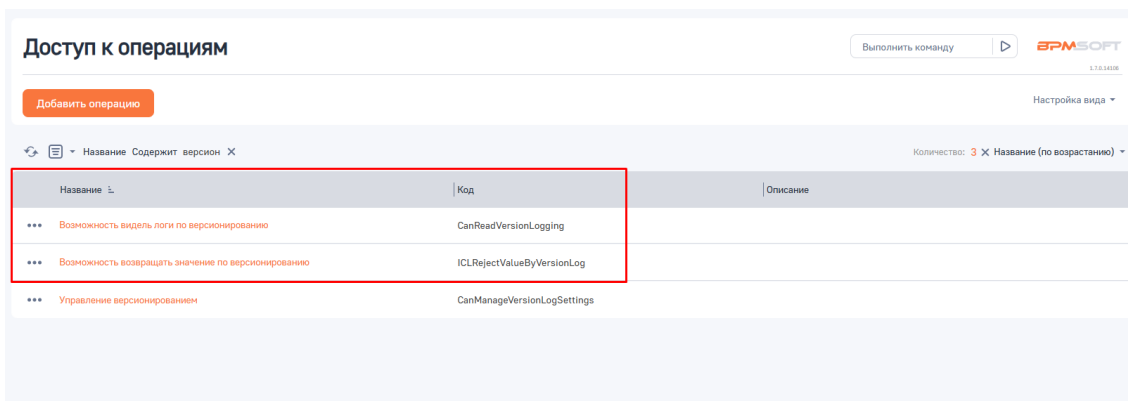 Доступ к операциям
Выполнить команду
BPMSOFT
1.7.0.14108
Добавить операцию
Настройка вида
Название Содержит версион
Количество: 3 Название (по возрастанию)
Название Код Описание
Возможность видель логи по версионированию CanReadVersionLogging
Возможность возвращать значение по версионированию ICLRejectValueByVersionLog
Управление версионированием CanManageVersionLogSettings